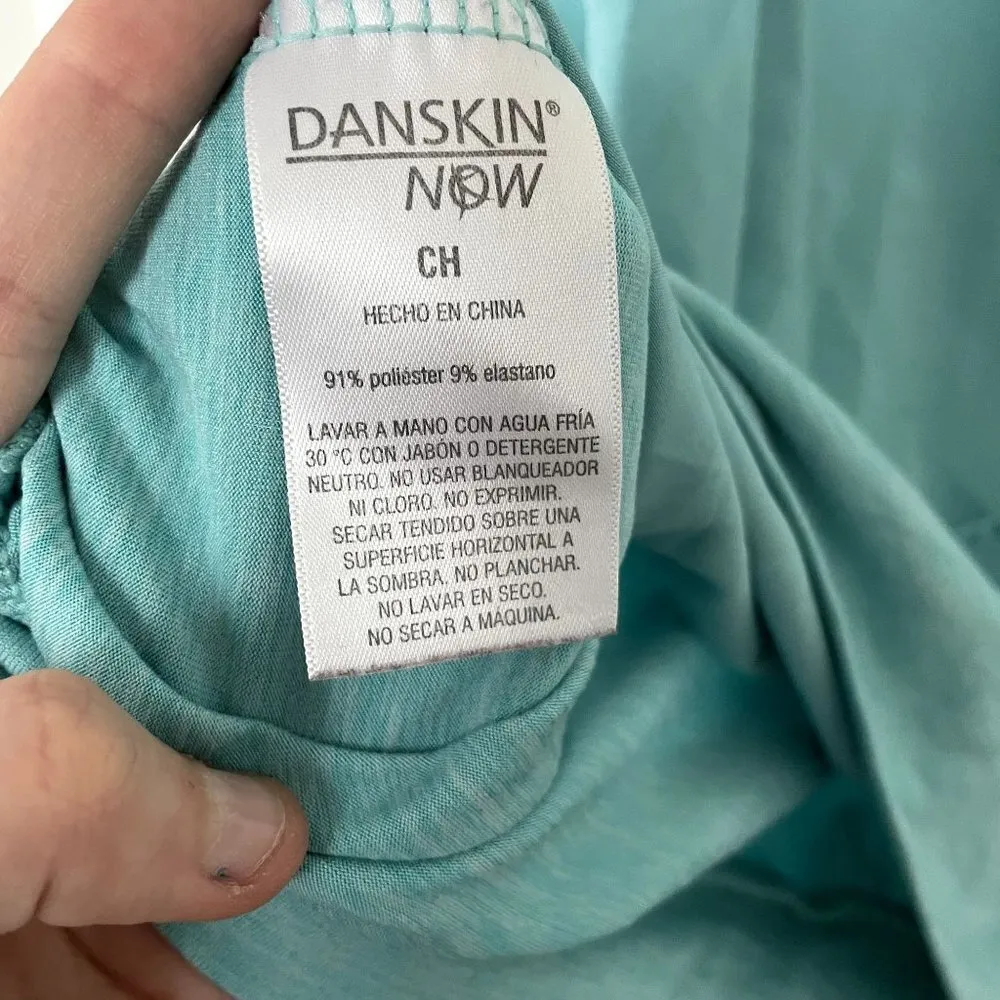 DANSKIN®
NOW
CH
HECHO EN CHINA
91% poliéster 9% elastano
LAVAR A MANO CON AGUA FRÍA
30 °C CON JABÓN O DETERGENTE
NEUTRO. NO USAR BLANQUEADOR
NI CLORO. NO EXPRIMIR.
SECAR TENDIDO SOBRE UNA
SUPERFICIE HORIZONTAL A
LA SOMBRA. NO PLANCHAR.
NO LAVAR EN SECO.
NO SECAR A MAQUINA.